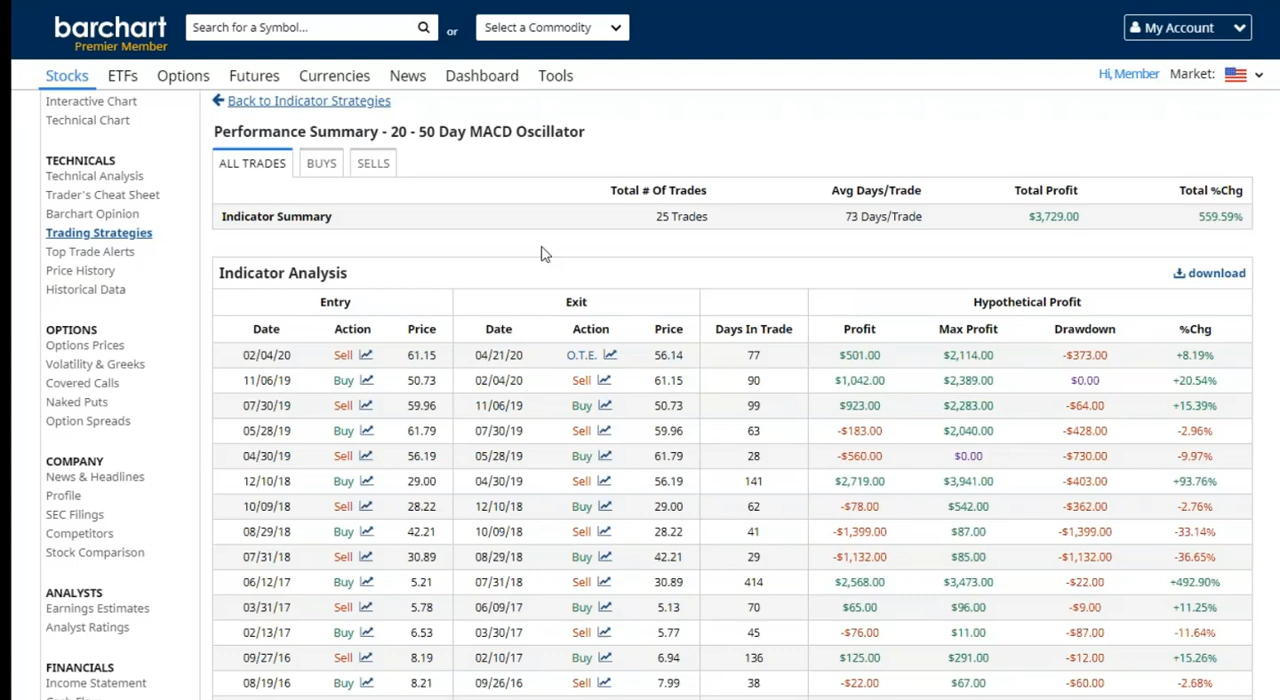 barchart
Premier Member
Search for a Symbol...
or
Select a Commodity
My Account
Stocks ETFs Options Futures Currencies News Dashboard Tools
Hi, Member Market:
Interactive Chart
Technical Chart
TECHNICALS
Technical Analysis
Trader's Cheat Sheet
Barchart Opinion
Trading Strategies
Top Trade Alerts
Price History
Historical Data
OPTIONS
Options Prices
Volatility & Greeks
Covered Calls
Naked Puts
Option Spreads
COMPANY
News & Headlines
Profile
SEC Filings
Competitors
Stock Comparison
ANALYSTS
Earnings Estimates
Analyst Ratings
FINANCIALS
Income Statement
Back to Indicator Strategies
Performance Summary - 20 - 50 Day MACD Oscillator
ALL TRADES BUYS SELLS
Total # Of Trades Avg Days/Trade Total Profit Total %Chg
Indicator Summary 25 Trades 73 Days/Trade $3,729.00 559.59%
Indicator Analysis
download
Entry Exit Hypothetical Profit
Date Action Price Date Action Price Days In Trade Profit Max Profit Drawdown %Chg
02/04/20 Sell 61.15 04/21/20 O.T.E. 56.14 77 $501.00 $2,114.00 -$373.00 +8.19%
11/06/19 Buy 50.73 02/04/20 Sell 61.15 90 $1,042.00 $2,389.00 $0.00 +20.54%
07/30/19 Sell 59.96 11/06/19 Buy 50.73 99 $923.00 $2,283.00 -$64.00 +15.39%
05/28/19 Buy 61.79 07/30/19 Sell 59.96 63 -$183.00 $2,040.00 -$428.00 -2.96%
04/30/19 Sell 56.19 05/28/19 Buy 61.79 28 -$560.00 $0.00 -$730.00 -9.97%
12/10/18 Buy 29.00 04/30/19 Sell 56.19 141 $2,719.00 $3,941.00 -$403.00 +93.76%
10/09/18 Sell 28.22 12/10/18 Buy 29.00 62 -$78.00 $542.00 -$362.00 -2.76%
08/29/18 Buy 42.21 10/09/18 Sell 28.22 41 -$1,399.00 $87.00 -$1,399.00 -33.14%
07/31/18 Sell 30.89 08/29/18 Buy 42.21 29 -$1,132.00 $85.00 -$1,132.00 -36.65%
06/12/17 Buy 5.21 07/31/18 Sell 30.89 414 $2,568.00 $3,473.00 -$22.00 +492.90%
03/31/17 Sell 5.78 06/09/17 Buy 5.13 70 $65.00 $96.00 -$9.00 +11.25%
02/13/17 Buy 6.53 03/30/17 Sell 5.77 45 -$76.00 $11.00 -$87.00 -11.64%
09/27/16 Sell 8.19 02/10/17 Buy 6.94 136 $125.00 $291.00 -$12.00 +15.26%
08/19/16 Buy 8.21 09/26/16 Sell 7.99 38 -$22.00 $67.00 -$60.00 -2.68%